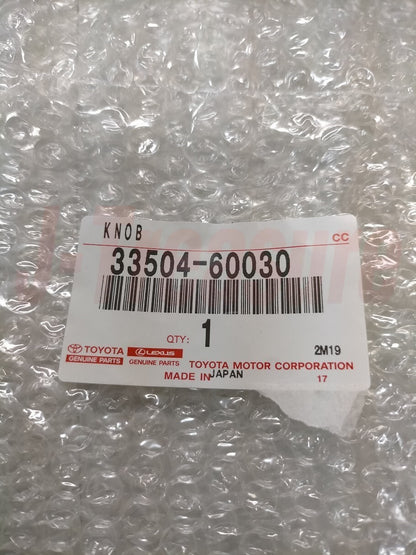 KNOB
CC
33504-60030
QTY: 1
2M19
TOYOTA LEXUS
GENUINE PARTS GENUINE PARTS TOYOTA MOTOR CORPORATION
MADE IN JAPAN 17